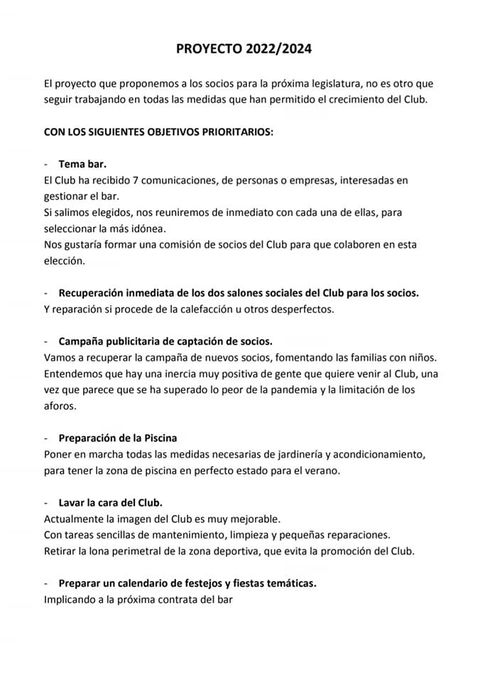 PROYECTO 2022/2024
El proyecto que proponemos a los socios para la próxima legislatura, no es otro que
seguir trabajando en todas las medidas que han permitido el crecimiento del Club.
CON LOS SIGUIENTES OBJETIVOS PRIORITARIOS:
- Tema bar.
El Club ha recibido 7 comunicaciones, de personas o empresas, interesadas en
gestionar el bar.
Si salimos elegidos, nos reuniremos de inmediato con cada una de ellas, para
seleccionar la más idónea.
Nos gustaría formar una comisión de socios del Club para que colaboren en esta
elección.
- Recuperación inmediata de los dos salones sociales del Club para los socios.
Y reparación si procede de la calefacción u otros desperfectos.
- Campaña publicitaria de captación de socios.
Vamos a recuperar la campaña de nuevos socios, fomentando las familias con niños.
Entendemos que hay una inercia muy positiva de gente que quiere venir al Club, una
vez que parece que se ha superado lo peor de la pandemia y la limitación de los
aforos.
- Preparación de la Piscina
Poner en marcha todas las medidas necesarias de jardinería y acondicionamiento,
para tener la zona de piscina en perfecto estado para el verano.
- Lavar la cara del Club.
Actualmente la imagen del Club es muy mejorable.
Con tareas sencillas de mantenimiento, limpieza y pequeñas reparaciones.
Retirar la lona perimetral de la zona deportiva, que evita la promoción del Club.
- Preparar un calendario de festejos y fiestas temáticas.
Implicando a la próxima contrata del bar